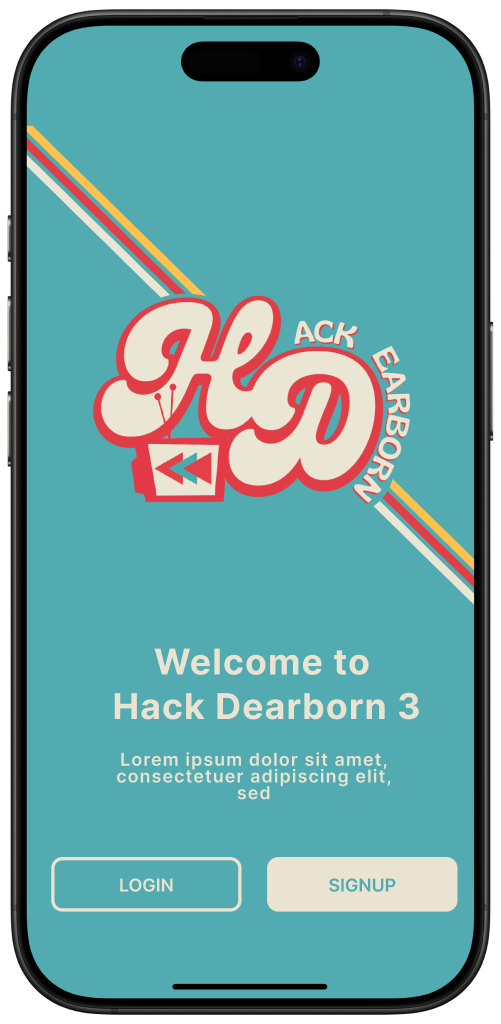 HD
ACK EARBORN
Welcome to
Hack Dearborn 3
Lorem ipsum dolor sit amet,
consectetuer adipiscing elit,
sed
LOGIN SIGNUP